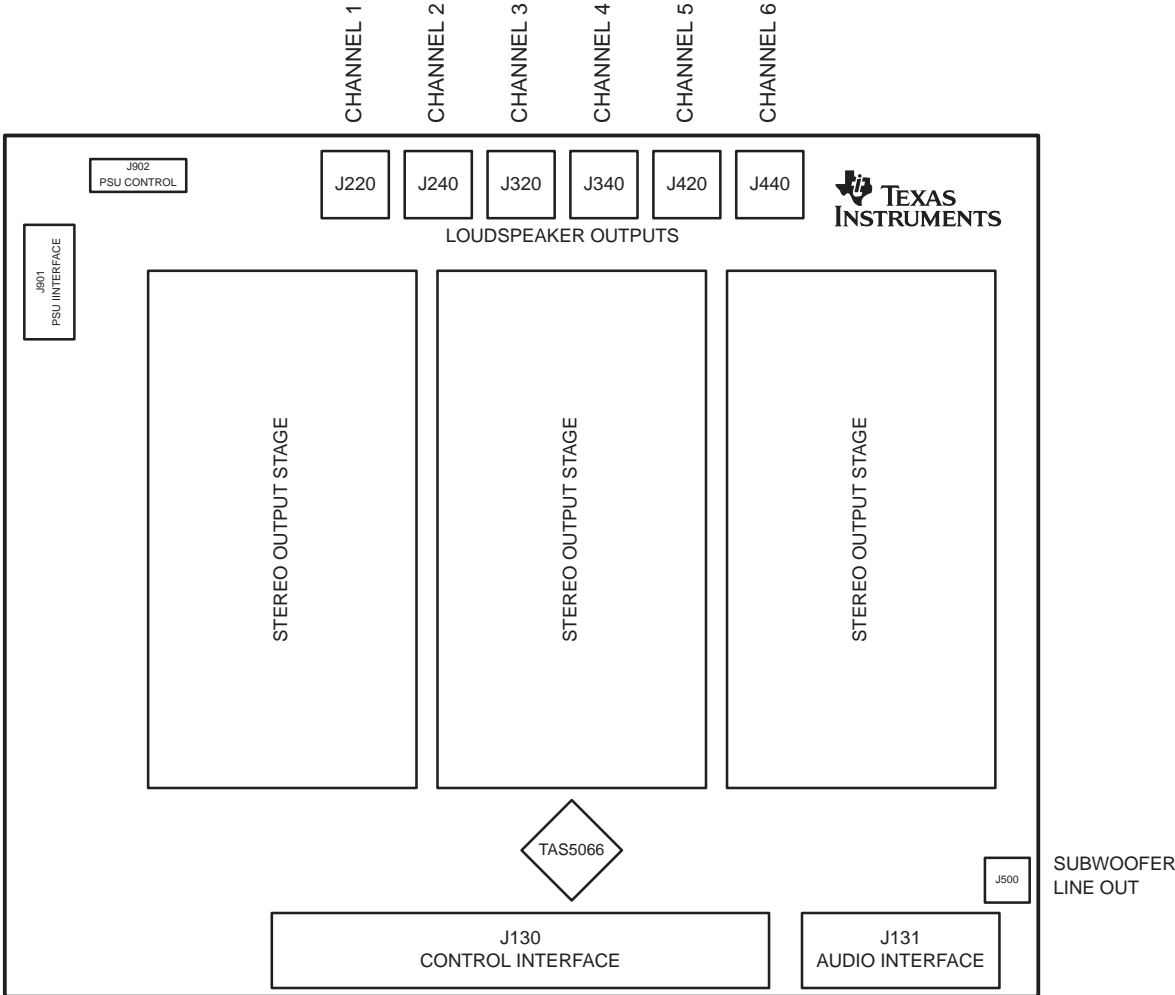 CHANNEL 1
CHANNEL 2
CHANNEL 3
CHANNEL 4
CHANNEL 5
CHANNEL 6
J902
PSU CONTROL
J220
J240
J320
J340
J420
J440
TEXAS
INSTRUMENTS
LOUDSPEAKER OUTPUTS
J901
PSU IINTERFACE
STEREO OUTPUT STAGE
STEREO OUTPUT STAGE
STEREO OUTPUT STAGE
TAS5066
J500
SUBWOOFER
LINE OUT
J130
CONTROL INTERFACE
J131
AUDIO INTERFACE